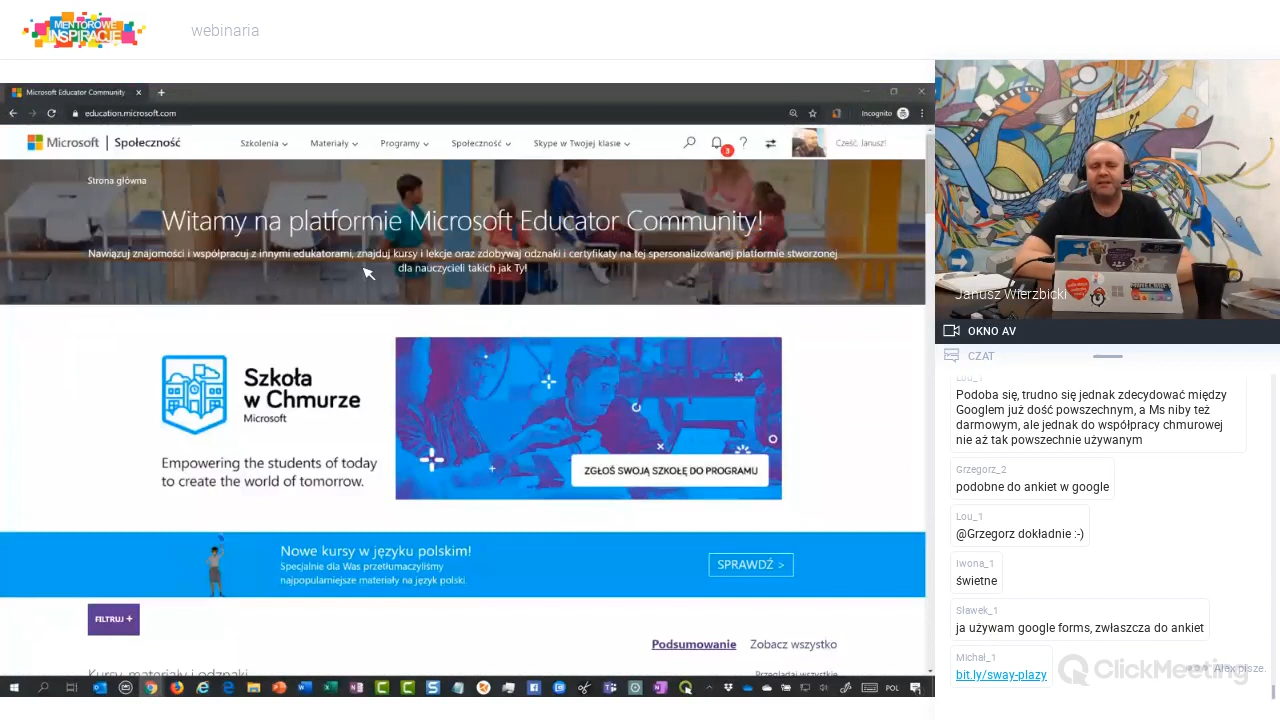 MENTOROWE
INSPIRACJE
webinaria
Microsoft Educator Community
education.microsoft.com
Incognito
Microsoft | Społeczność
Szkolenia
Materiały
Programy
Społeczność
Skype w Twojej klasie
3
?
Cześć, Janusz!
Strona główna
Witamy na platformie Microsoft Educator Community!
Nawiązuj znajomości i współpracuj z innymi edukatorami, znajduj kursy i lekcje oraz zdobywaj odznaki i certyfikaty na tej spersonalizowanej platformie stworzonej
dla nauczycieli takich jak Ty!
Szkoła
w Chmurze
Microsoft
Empowering the students of today
to create the world of tomorrow.
ZGŁOŚ SWOJĄ SZKOŁĘ DO PROGRAMU
Nowe kursy w języku polskim!
Specjalnie dla Was przetłumaczyliśmy
najpopularniejsze materiały na język polski.
SPRAWDŹ >
FILTRUJ +
Podsumowanie
Zobacz wszystko
Kursy, materiały i odznaki
Przeglądaj wszystkie
POL
Janusz Wierzbicki
OKNO AV
CZAT
Lou_1
Podoba się, trudno się jednak zdecydować między
Googlem już dość powszechnym, a Ms niby też
darmowym, ale jednak do współpracy chmurowej
nie aż tak powszechnie używanym
Grzegorz_2
podobne do ankiet w google
Lou_1
@Grzegorz dokładnie :-)
Iwona_1
świetne
Sławek_1
ja używam google forms, zwłaszcza do ankiet
Michał_1
bit.ly/sway-plazy
ClickMeeting
Alex pisze.